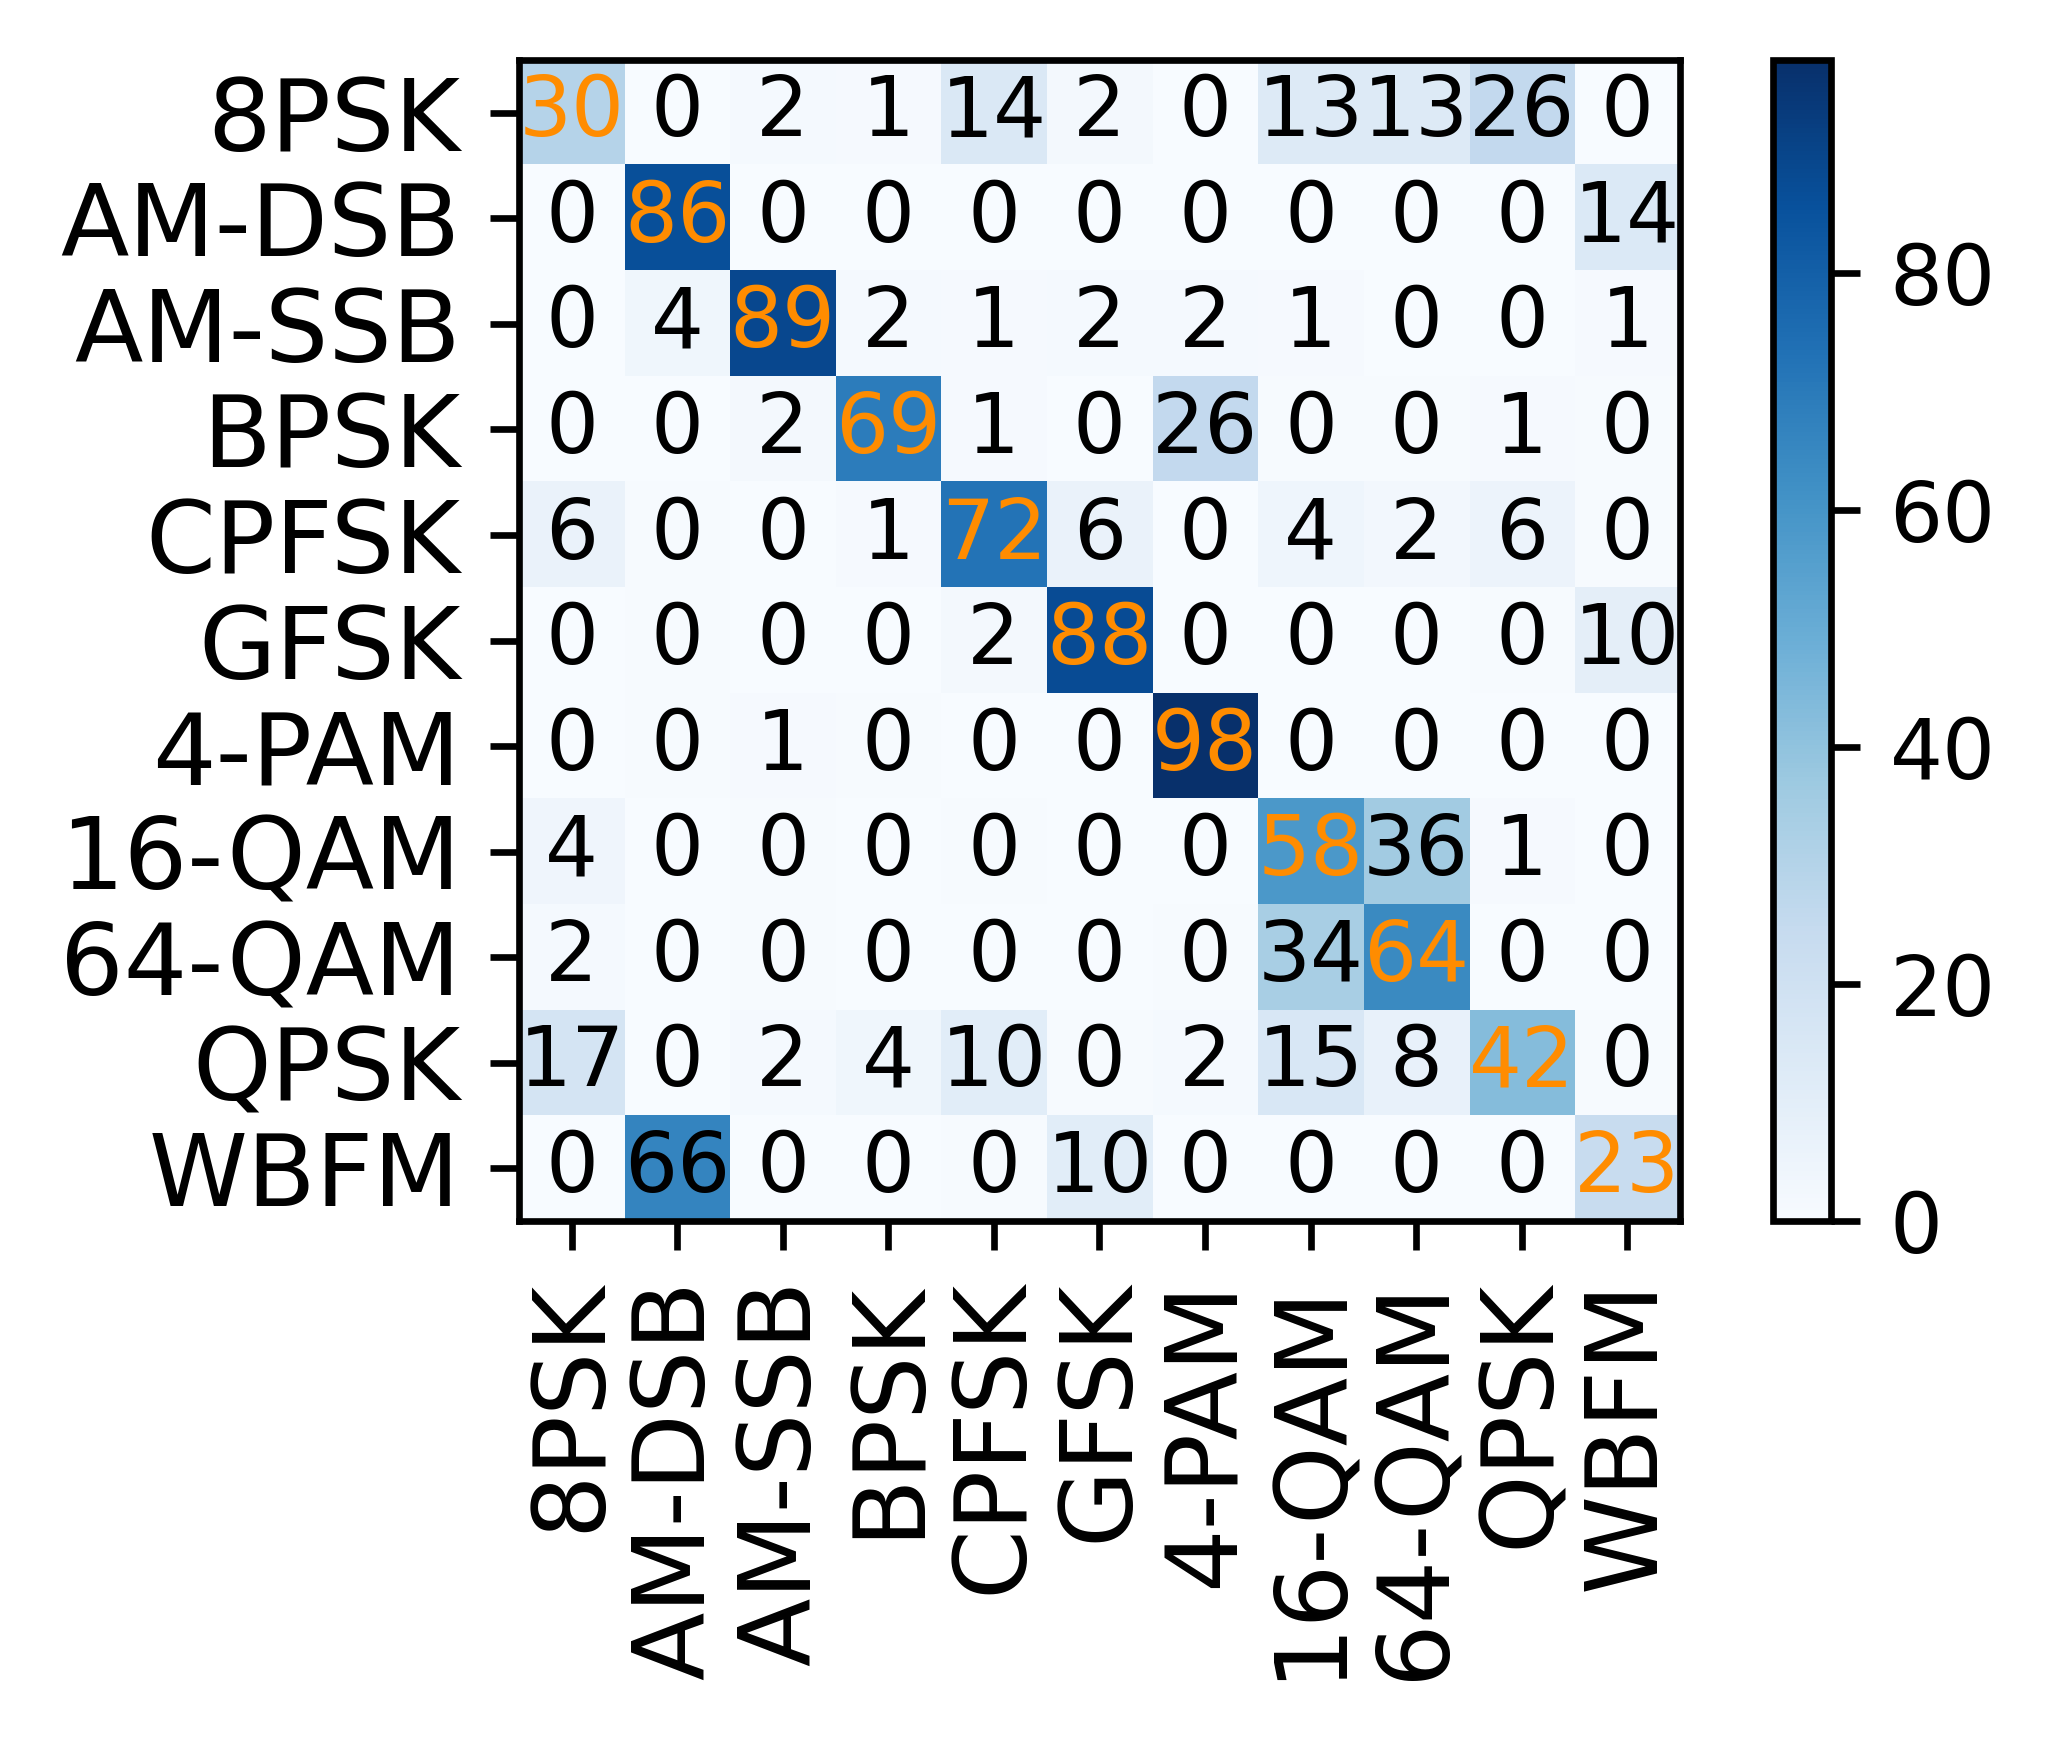 8PSK 30 0 2 1 14 2 0 13 13 26 0
AM-DSB 0 86 0 0 0 0 0 0 0 0 14
AM-SSB 0 4 89 2 1 2 2 1 0 0 1
BPSK 0 0 2 69 1 0 26 0 0 1 0
CPFSK 6 0 0 1 72 6 0 4 2 6 0
GFSK 0 0 0 0 2 88 0 0 0 0 10
4-PAM 0 0 1 0 0 0 98 0 0 0 0
16-QAM 4 0 0 0 0 0 0 58 36 1 0
64-QAM 2 0 0 0 0 0 0 34 64 0 0
QPSK 17 0 2 4 10 0 2 15 8 42 0
WBFM 0 66 0 0 0 10 0 0 0 0 23
8PSK
AM-DSB
AM-SSB
BPSK
CPFSK
GFSK
4-PAM
16-QAM
64-QAM
QPSK
WBFM
80
60
40
20
0